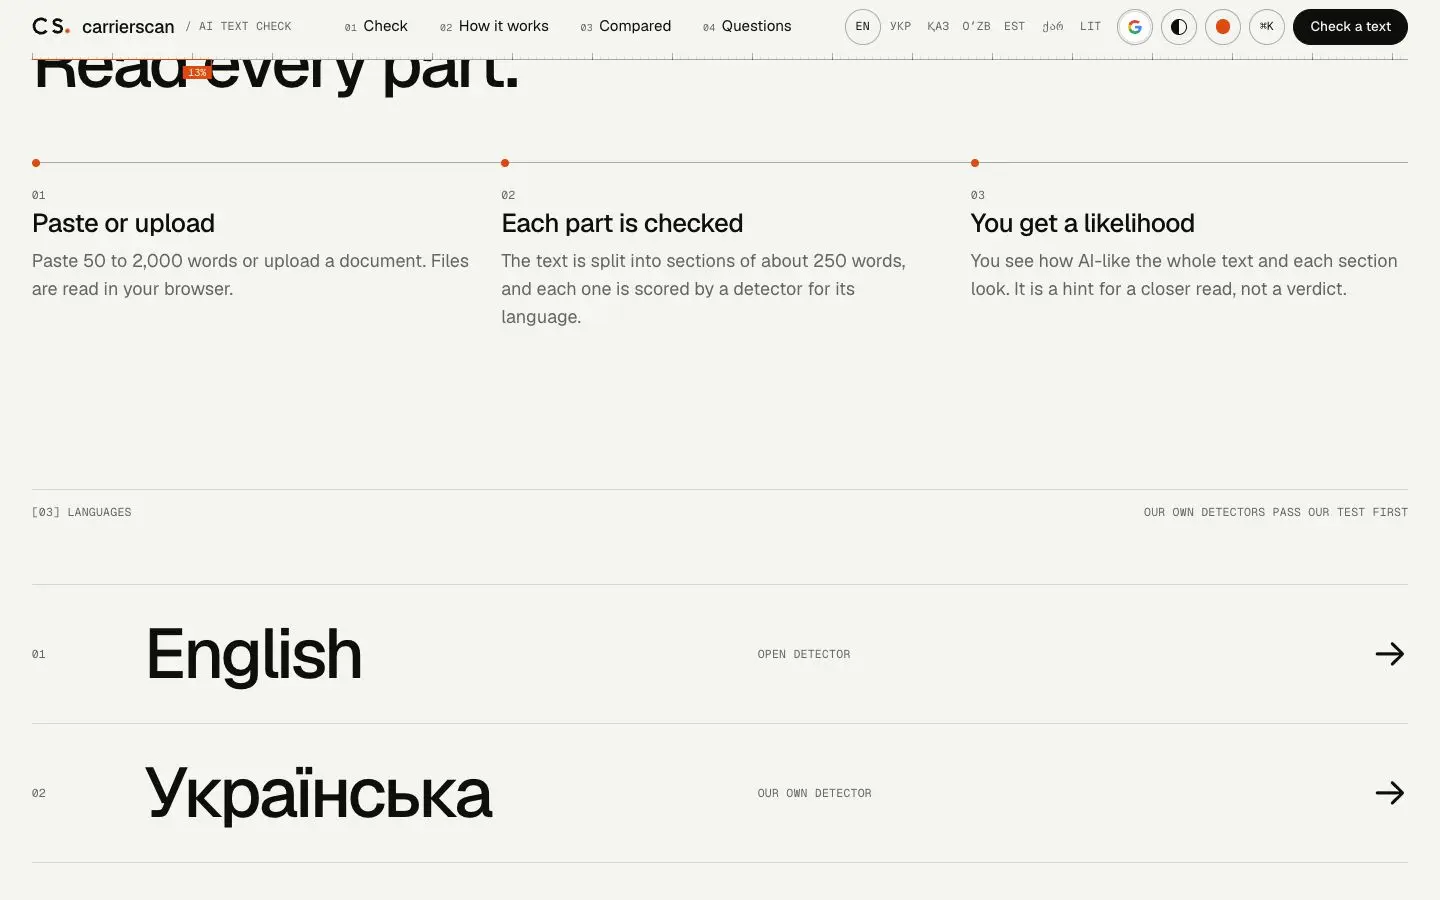 CS. carrierscan / AI TEXT CHECK 01 Check 02 How it works 03 Compared 04 Questions EN УКР ҚАЗ OʻZB EST ქარ LIT G ⌘K Check a text
Read every part.
13%
01
Paste or upload
Paste 50 to 2,000 words or upload a document. Files
are read in your browser.
02
Each part is checked
The text is split into sections of about 250 words,
and each one is scored by a detector for its
language.
03
You get a likelihood
You see how AI-like the whole text and each section
look. It is a hint for a closer read, not a verdict.
[03] LANGUAGES OUR OWN DETECTORS PASS OUR TEST FIRST
01 English OPEN DETECTOR →
02 Українська OUR OWN DETECTOR →